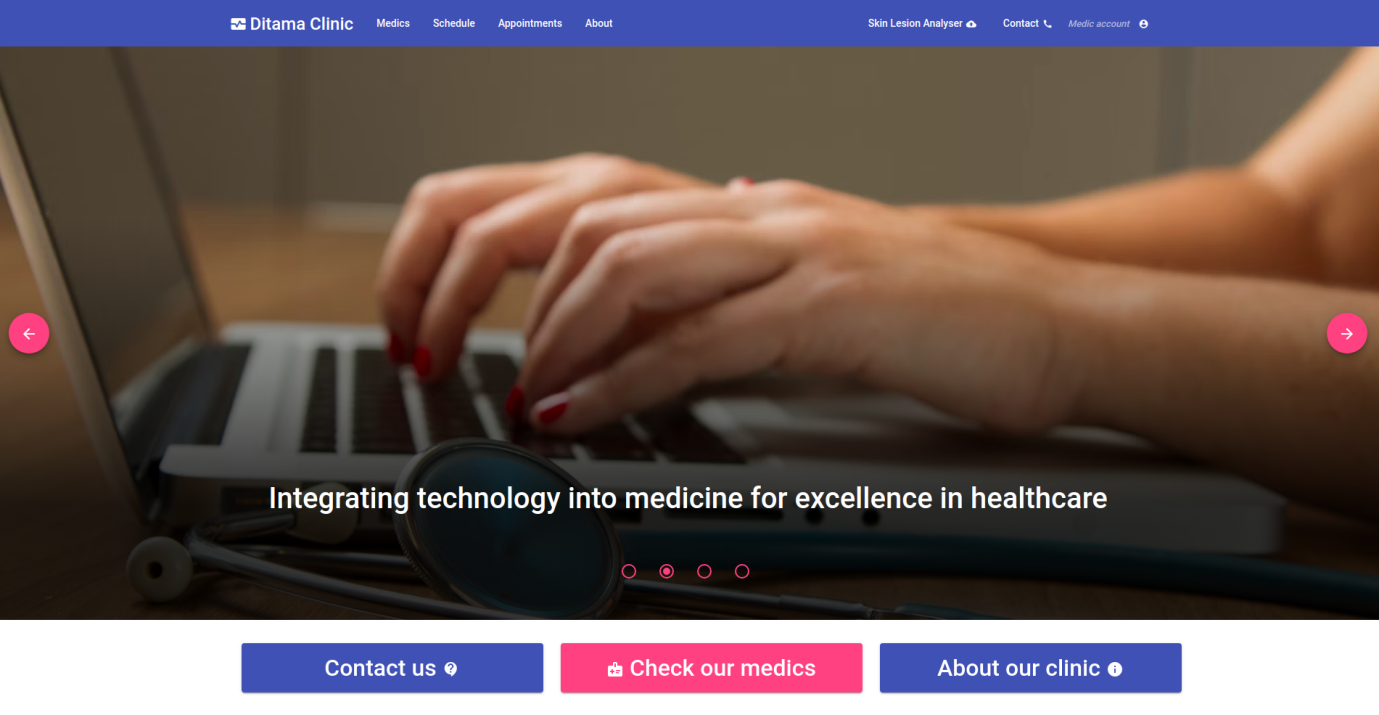 Ditama Clinic Medics Schedule Appointments About Skin Lesion Analyser Contact Medic account
Integrating technology into medicine for excellence in healthcare
Contact us Check our medics About our clinic